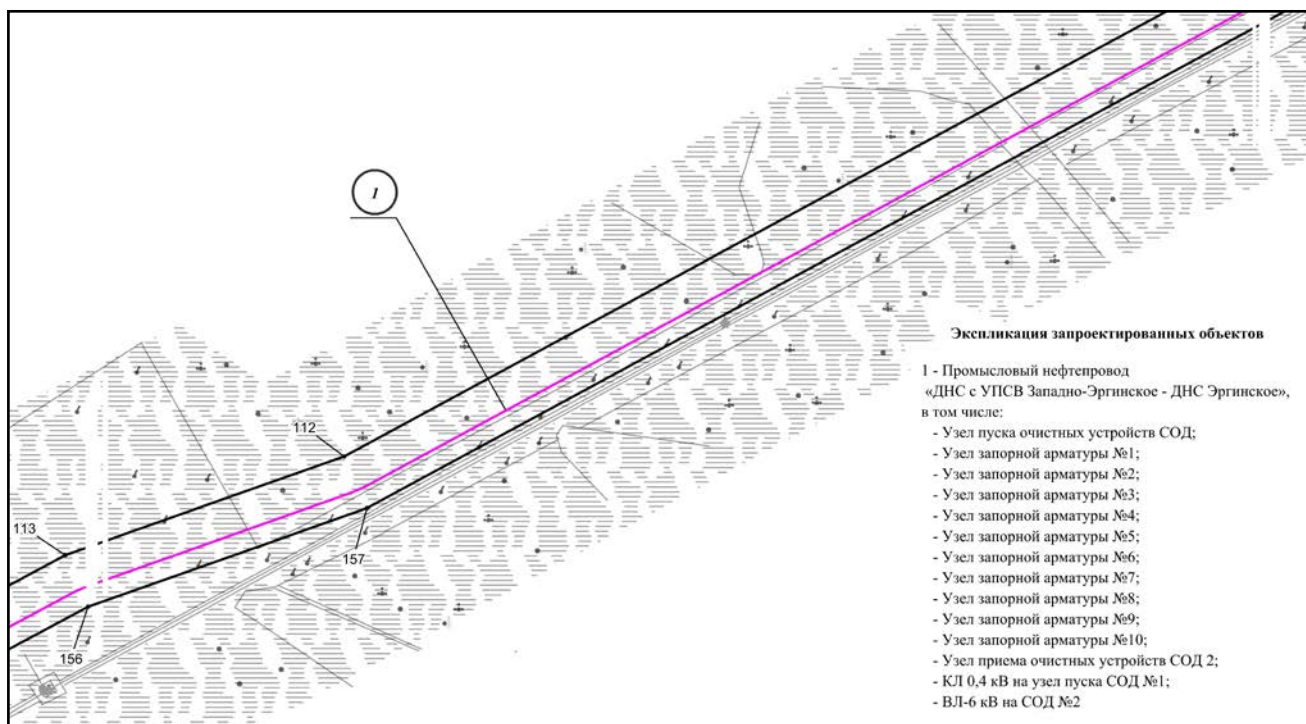 1
112
113
157
156
Экспликация запроектированных объектов
1 - Промысловый нефтепровод
«ДНС с УПСВ Западно-Эргинское - ДНС Эргинское»,
в том числе:
- Узел пуска очистных устройств СОД;
- Узел запорной арматуры №1;
- Узел запорной арматуры №2;
- Узел запорной арматуры №3;
- Узел запорной арматуры №4;
- Узел запорной арматуры №5;
- Узел запорной арматуры №6;
- Узел запорной арматуры №7;
- Узел запорной арматуры №8;
- Узел запорной арматуры №9;
- Узел запорной арматуры №10;
- Узел приема очистных устройств СОД 2;
- КЛ 0,4 кВ на узел пуска СОД №1;
- ВЛ-6 кВ на СОД №2